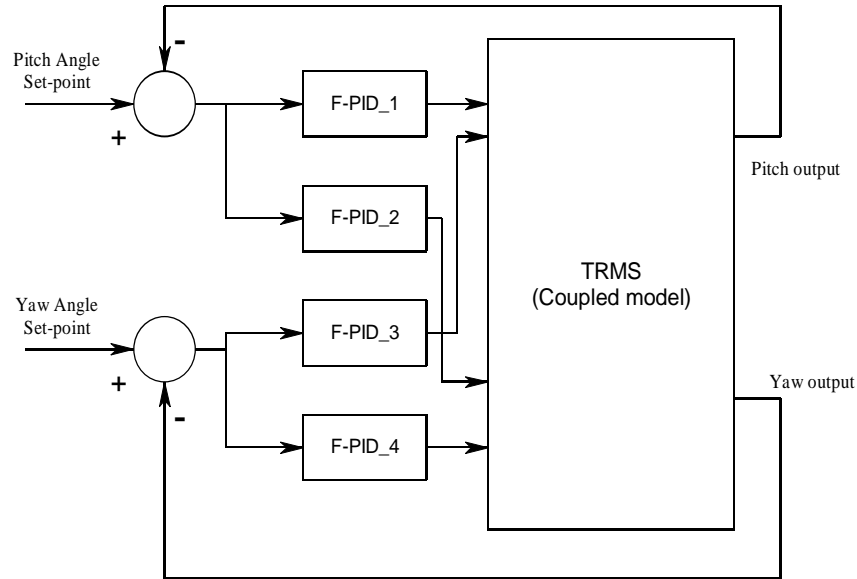 -
Pitch Angle
Set-point
+
F-PID_1
Pitch output
F-PID_2
TRMS
(Coupled model)
Yaw Angle
Set-point
+
F-PID_3
Yaw output
-
F-PID_4